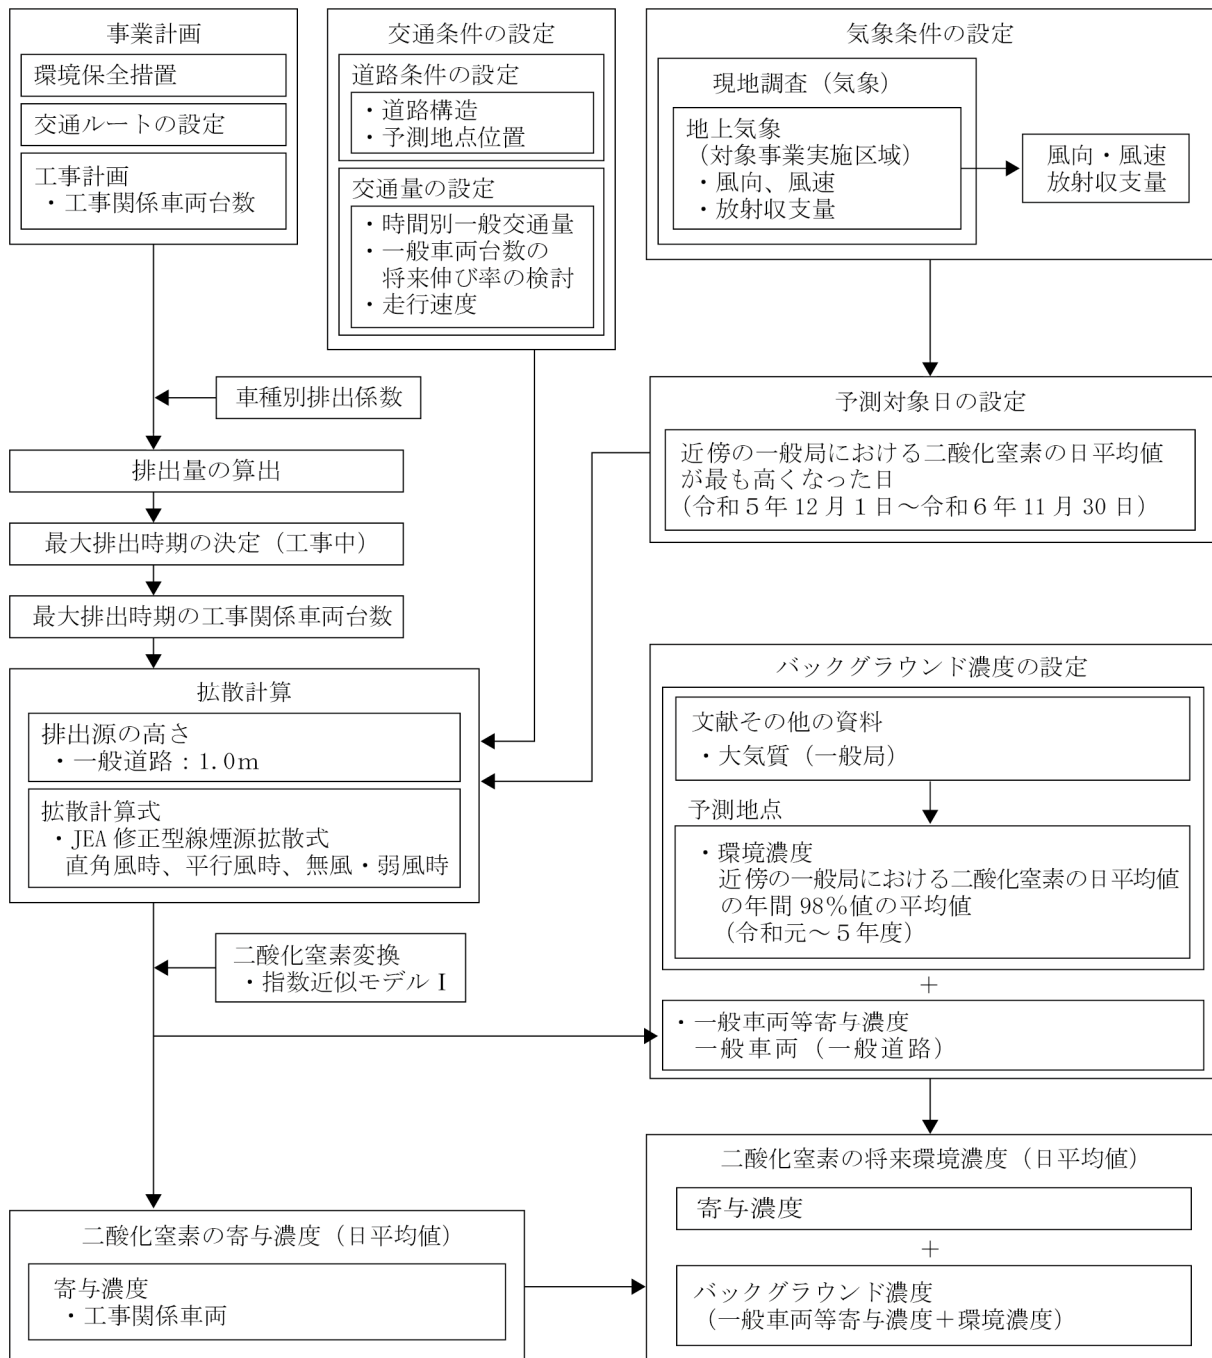 事業計画
環境保全措置
交通ルートの設定
工事計画
・工事関係車両台数
交通条件の設定
道路条件の設定
・道路構造
・予測地点位置
交通量の設定
・時間別一般交通量
・一般車両台数の
将来伸び率の検討
・走行速度
気象条件の設定
現地調査（気象）
地上気象
（対象事業実施区域）
・風向、風速
・放射収支量
風向・風速
放射収支量
車種別排出係数
予測対象日の設定
近傍の一般局における二酸化窒素の日平均値
が最も高くなった日
（令和５年 12 月１日～令和６年 11 月 30 日）
排出量の算出
最大排出時期の決定（工事中）
最大排出時期の工事関係車両台数
拡散計算
排出源の高さ
・一般道路：1.0m
拡散計算式
・JEA 修正型線煙源拡散式
直角風時、平行風時、無風・弱風時
バックグラウンド濃度の設定
文献その他の資料
・大気質（一般局）
予測地点
・環境濃度
近傍の一般局における二酸化窒素の日平均値
の年間 98％値の平均値
（令和元～５年度）
＋
・一般車両等寄与濃度
一般車両（一般道路）
二酸化窒素変換
・指数近似モデルⅠ
二酸化窒素の寄与濃度（日平均値）
寄与濃度
・工事関係車両
二酸化窒素の将来環境濃度（日平均値）
寄与濃度
＋
バックグラウンド濃度
（一般車両等寄与濃度＋環境濃度）